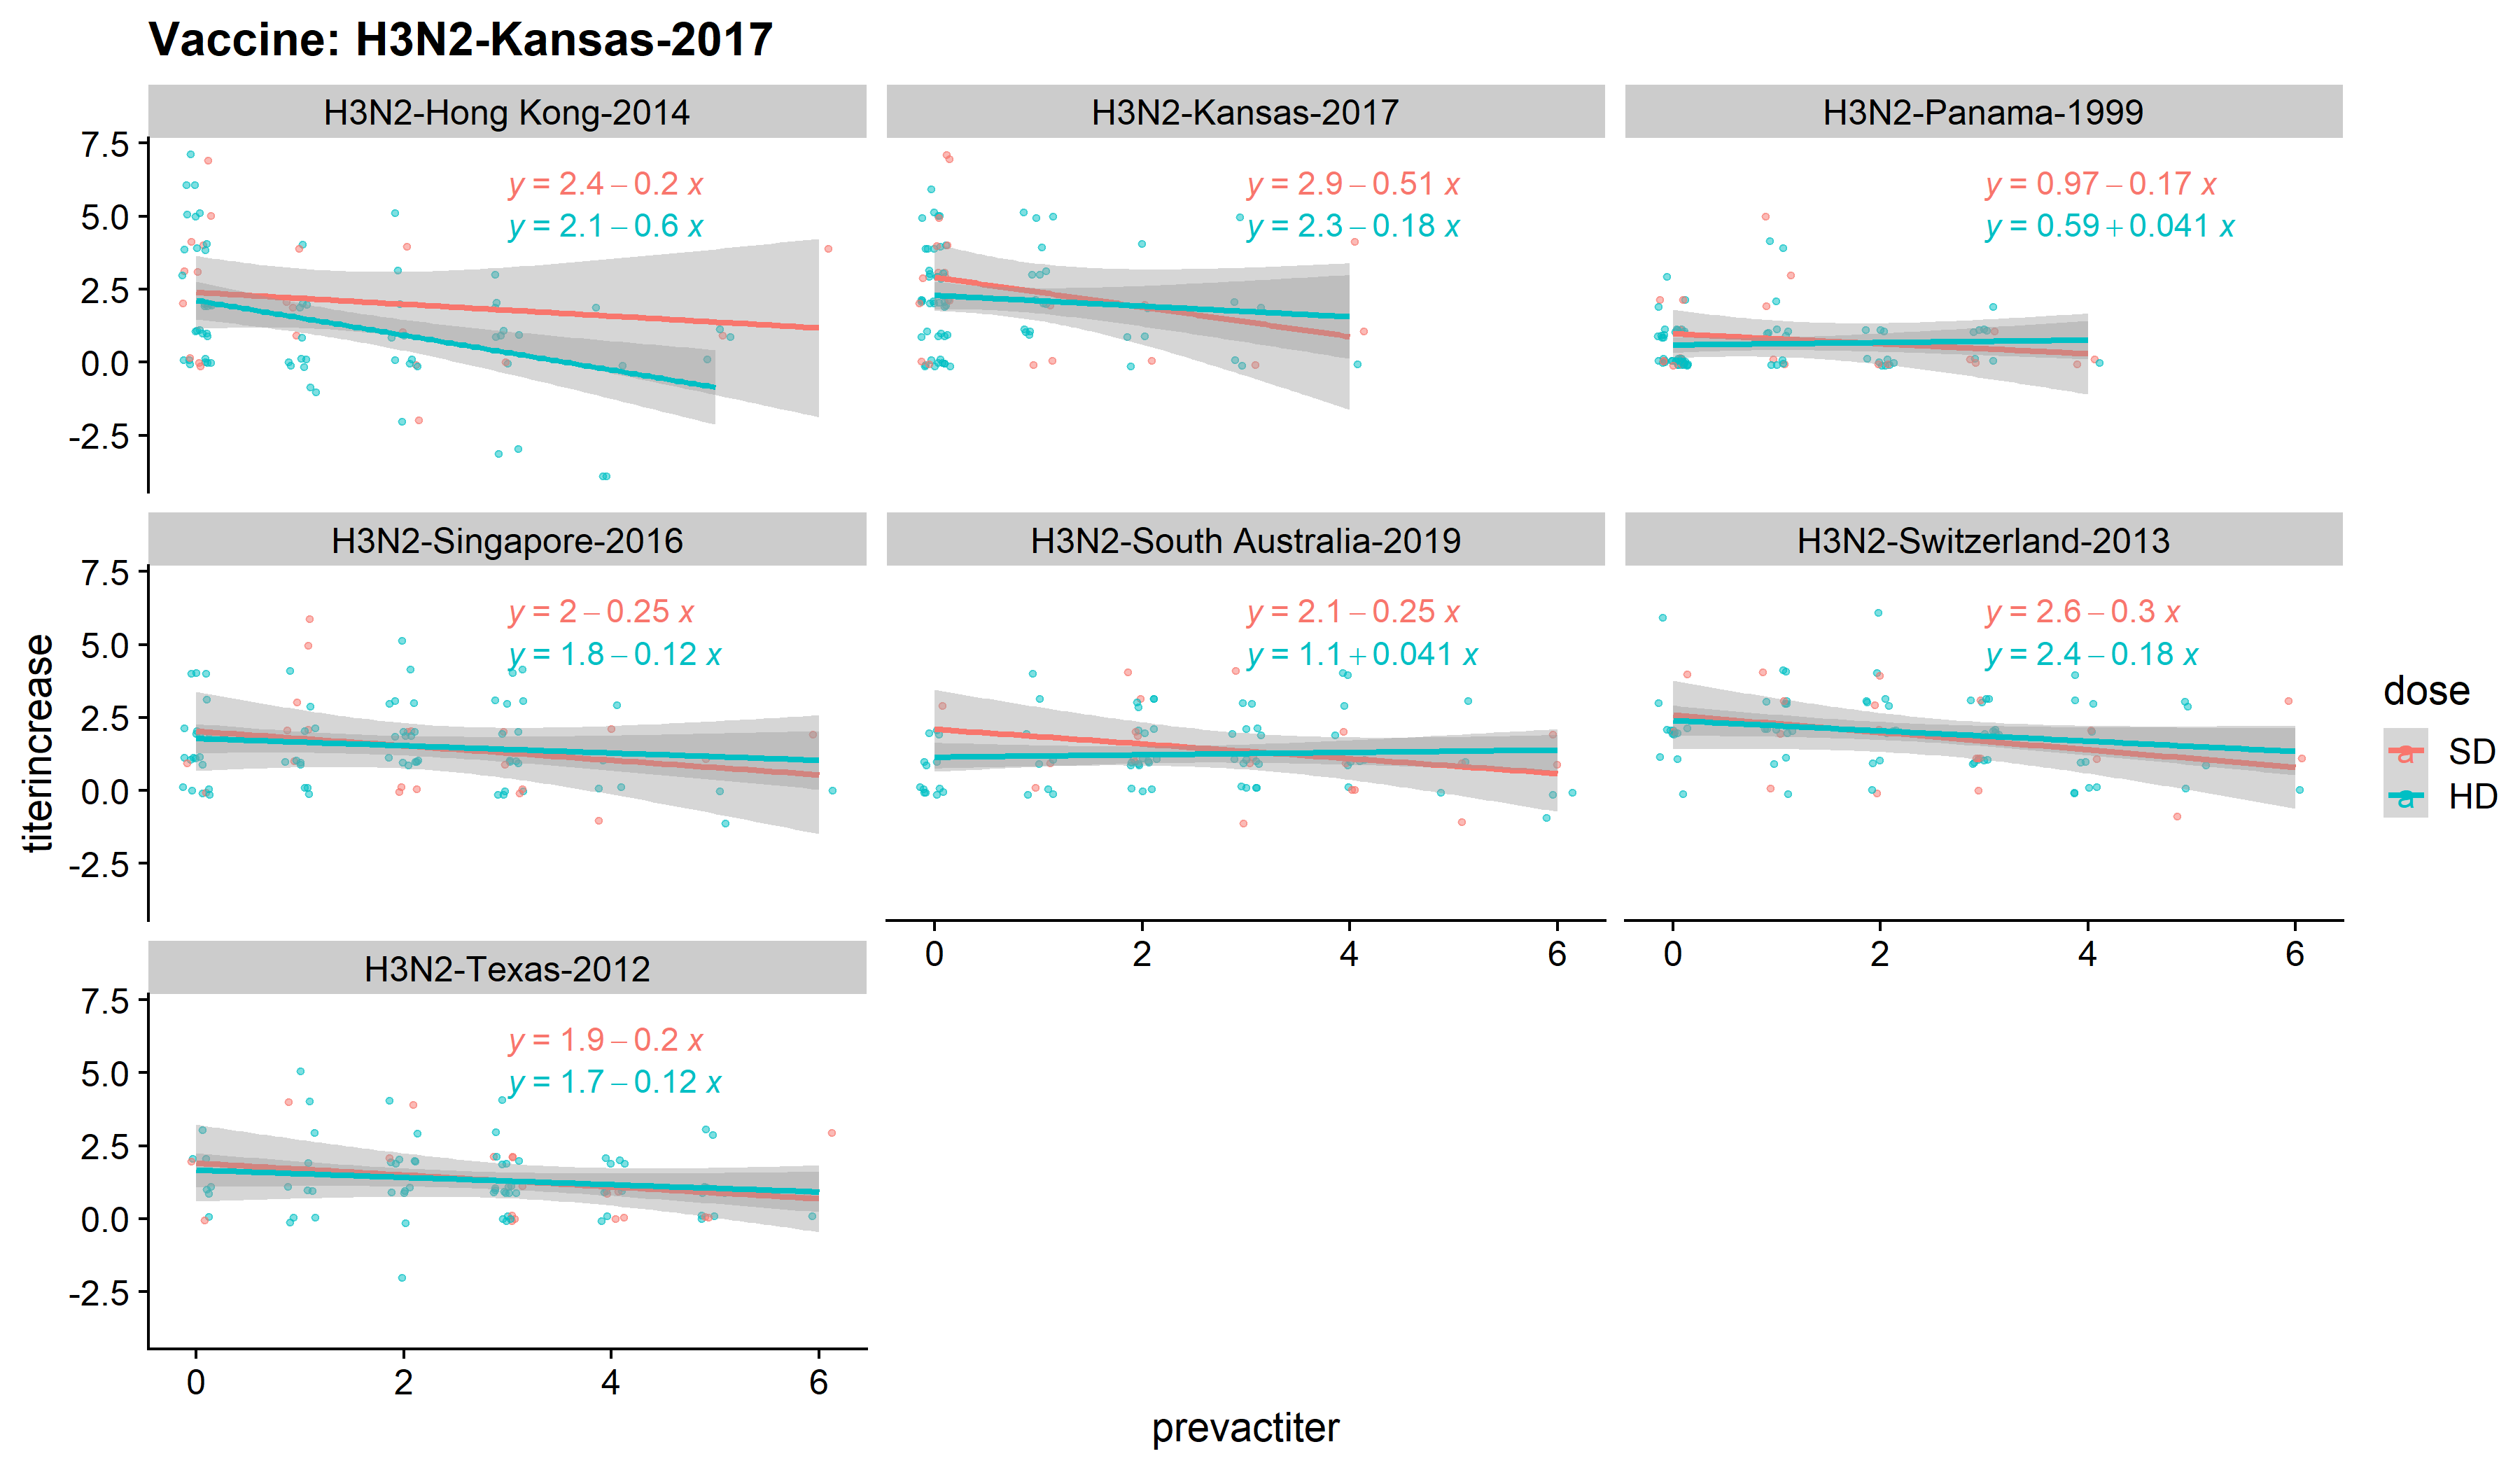 Vaccine: H3N2-Kansas-2017
H3N2-Hong Kong-2014
H3N2-Kansas-2017
H3N2-Panama-1999
7.5
5.0
2.5
0.0
-2.5
y = 2.4 − 0.2 x
y = 2.1 − 0.6 x
y = 2.9 − 0.51 x
y = 2.3 − 0.18 x
y = 0.97 − 0.17 x
y = 0.59 + 0.041 x
H3N2-Singapore-2016
H3N2-South Australia-2019
H3N2-Switzerland-2013
7.5
5.0
2.5
0.0
-2.5
y = 2 − 0.25 x
y = 1.8 − 0.12 x
y = 2.1 − 0.25 x
y = 1.1 + 0.041 x
y = 2.6 − 0.3 x
y = 2.4 − 0.18 x
0 2 4 6
0 2 4 6
H3N2-Texas-2012
7.5
5.0
2.5
0.0
-2.5
y = 1.9 − 0.2 x
y = 1.7 − 0.12 x
0 2 4 6
titerincrease
prevactiter
dose
a SD
a HD